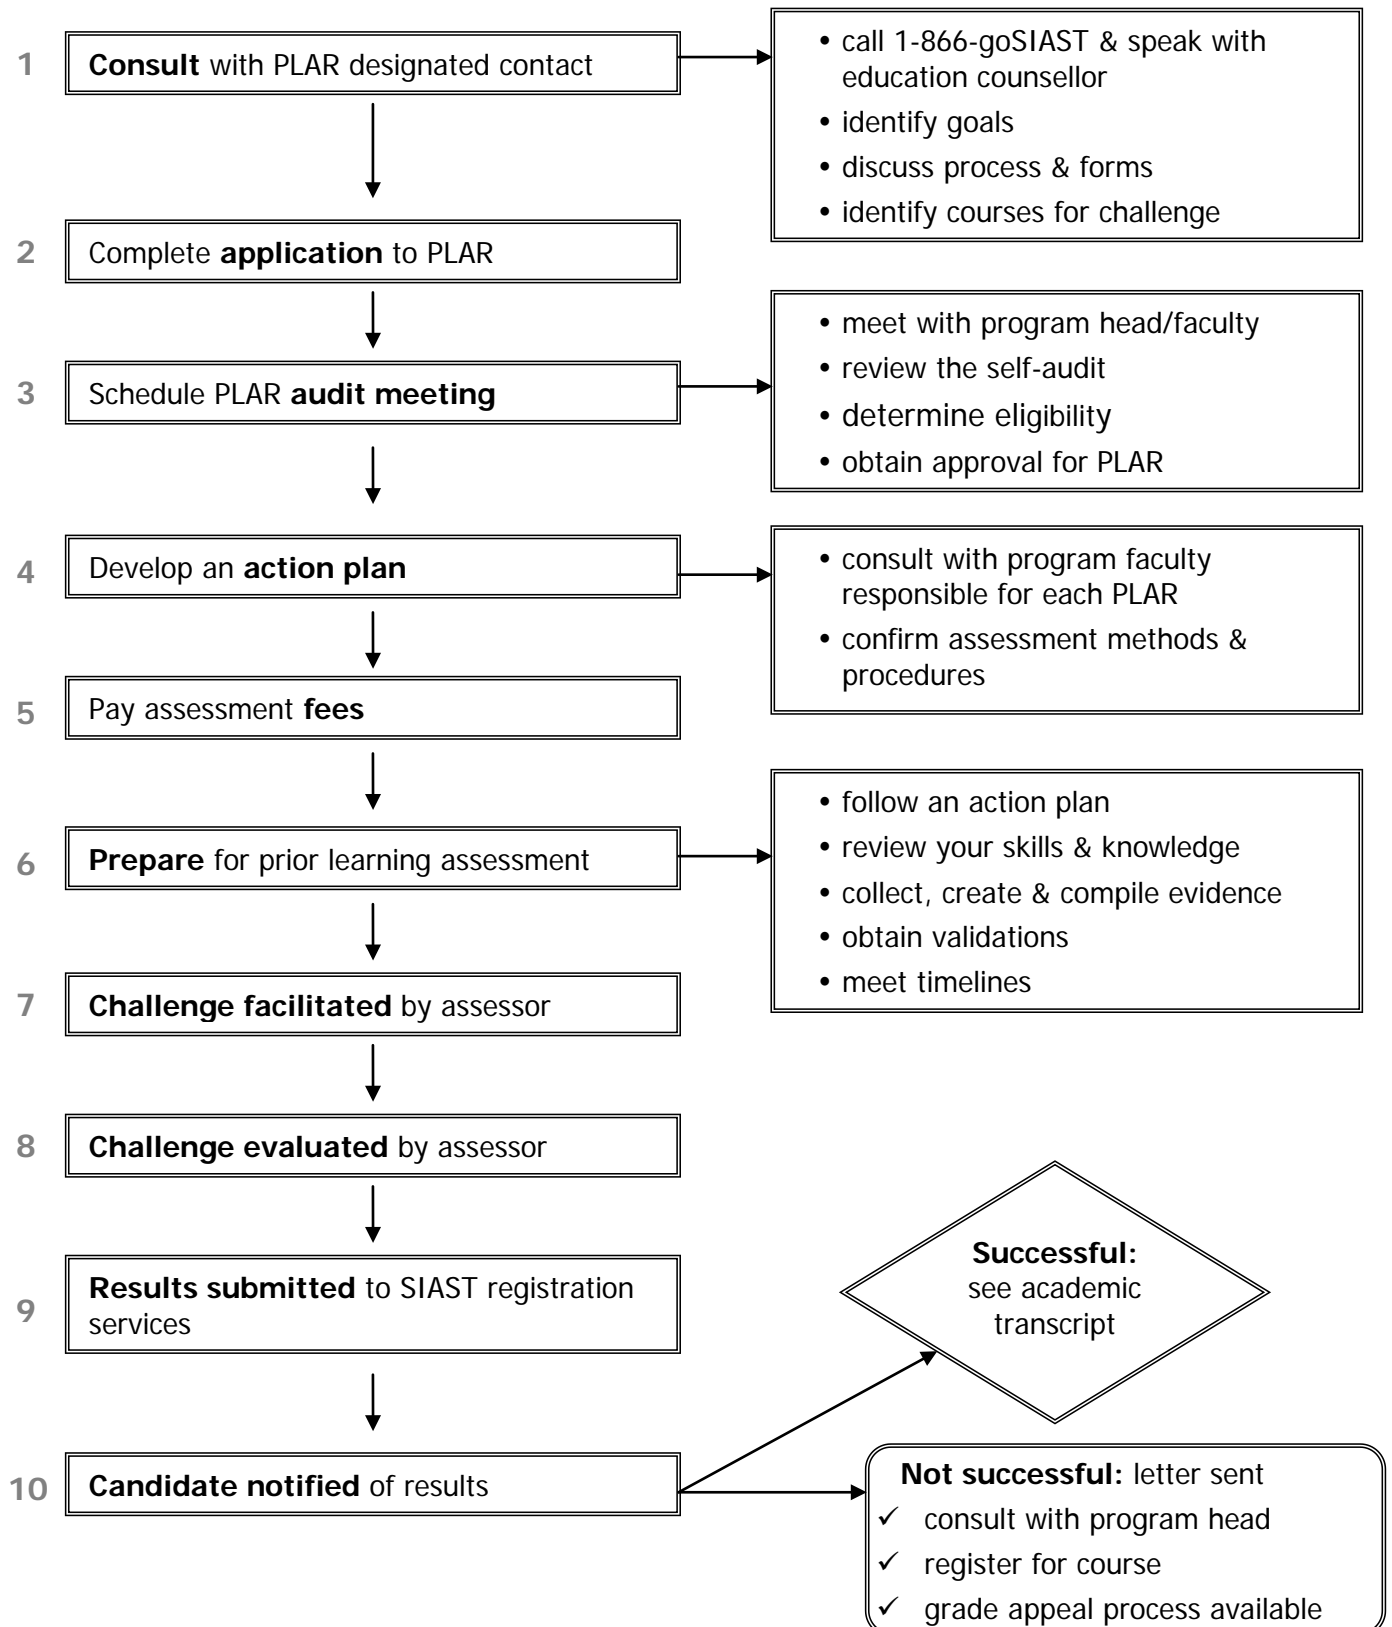 1
Consult with PLAR designated contact
• call 1-866-goSIAST & speak with
education counsellor
• identify goals
• discuss process & forms
• identify courses for challenge
2
Complete application to PLAR
3
Schedule PLAR audit meeting
• meet with program head/faculty
• review the self-audit
• determine eligibility
• obtain approval for PLAR
4
Develop an action plan
• consult with program faculty
responsible for each PLAR
• confirm assessment methods &
procedures
5
Pay assessment fees
6
Prepare for prior learning assessment
• follow an action plan
• review your skills & knowledge
• collect, create & compile evidence
• obtain validations
• meet timelines
7
Challenge facilitated by assessor
8
Challenge evaluated by assessor
9
Results submitted to SIAST registration
services
10
Candidate notified of results
Successful:
see academic
transcript
Not successful: letter sent
✓ consult with program head
✓ register for course
✓ grade appeal process available